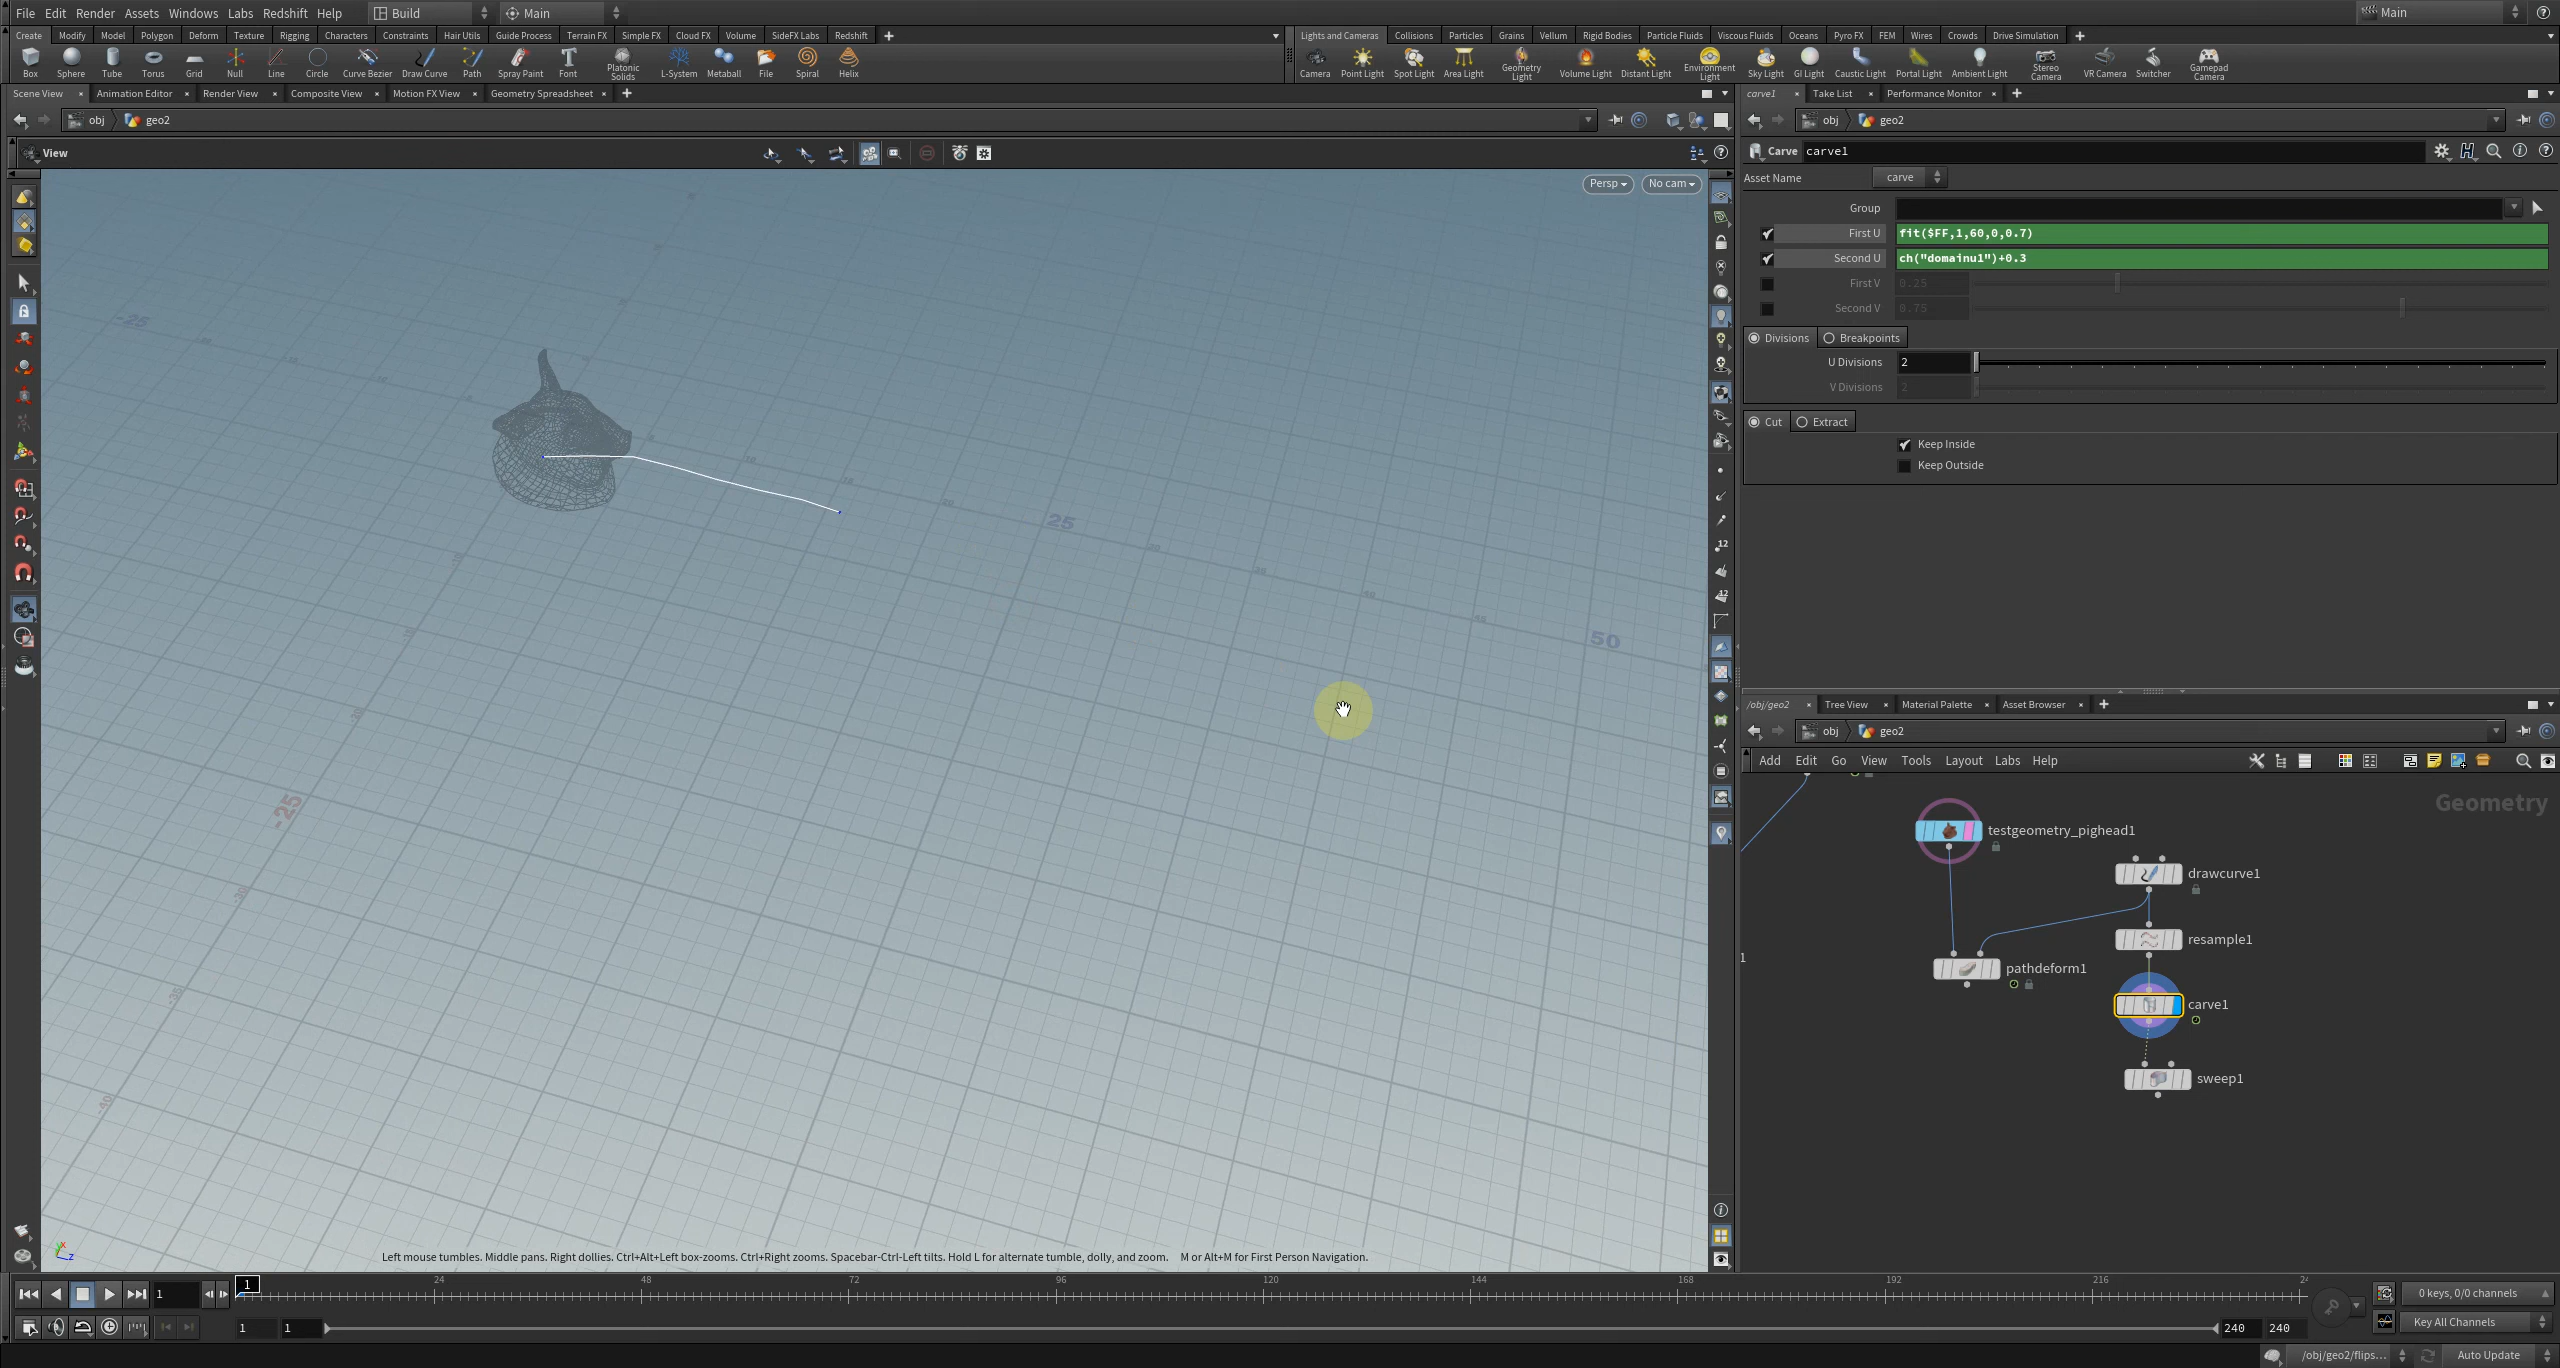 File Edit Render Assets Windows Labs Redshift Help Build Main Main
Create Modify Model Polygon Deform Texture Rigging Characters Constraints Hair Utils Guide Process Terrain FX Simple FX Cloud FX Volume SideFX Labs Redshift
Lights and Cameras Collisions Particles Grains Vellum Rigid Bodies Particle Fluids Viscous Fluids Oceans Pyro FX FEM Wires Crowds Drive Simulation
Box Sphere Tube Torus Grid Null Line Circle Curve Bezier Draw Curve Path Spray Paint Font Platonic Solids L-System Metaball File Spiral Helix
Camera Point Light Spot Light Area Light Geometry Light Volume Light Distant Light Environment Light Sky Light GI Light Caustic Light Portal Light Ambient Light Stereo Camera VR Camera Switcher Gamepad Camera
Scene View Animation Editor Render View Composite View Motion FX View Geometry Spreadsheet
carve1 Take List Performance Monitor
obj geo2
obj geo2
View
Carve carve1
Asset Name carve
Persp No cam
Group
First U fit($FF,1,60,0,0.7)
Second U ch("domainu1")+0.3
First V 0.25
Second V 0.75
Divisions Breakpoints
U Divisions 2
V Divisions 2
Cut Extract
Keep Inside
Keep Outside
-25
25
50
-25
12
12
/obj/geo2 Tree View Material Palette Asset Browser
obj geo2
Add Edit Go View Tools Layout Labs Help
Geometry
testgeometry_pighead1
drawcurve1
resample1
pathdeform1
carve1
sweep1
1
Left mouse tumbles. Middle pans. Right dollies. Ctrl+Alt+Left box-zooms. Ctrl+Right zooms. Spacebar-Ctrl-Left tilts. Hold L for alternate tumble, dolly, and zoom. M or Alt+M for First Person Navigation.
1 1 24 48 72 96 120 144 168 192 216
0 keys, 0/0 channels
1 1 240 240
Key All Channels
/obj/geo2/flips... Auto Update